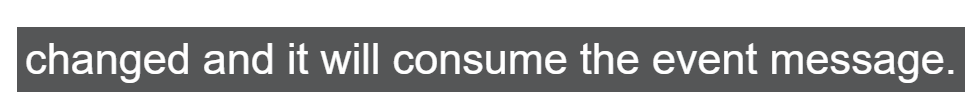 changed and it will consume the event message.